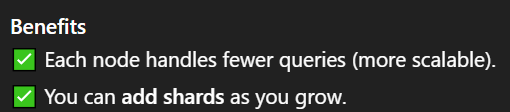 Benefits
✅ Each node handles fewer queries (more scalable).
✅ You can add shards as you grow.